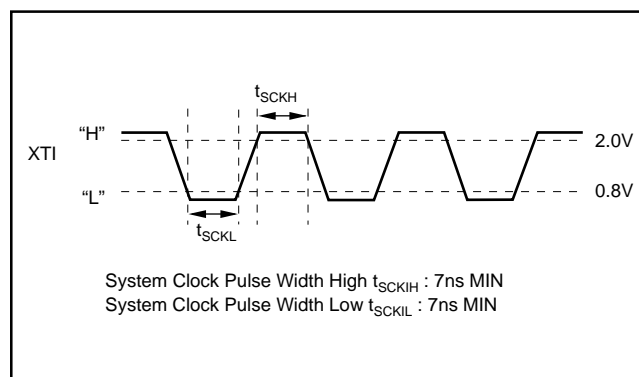 tSCKH
"H"
2.0V
XTI
"L"
0.8V
tSCKL
System Clock Pulse Width High tSCKIH : 7ns MIN
System Clock Pulse Width Low tSCKIL : 7ns MIN